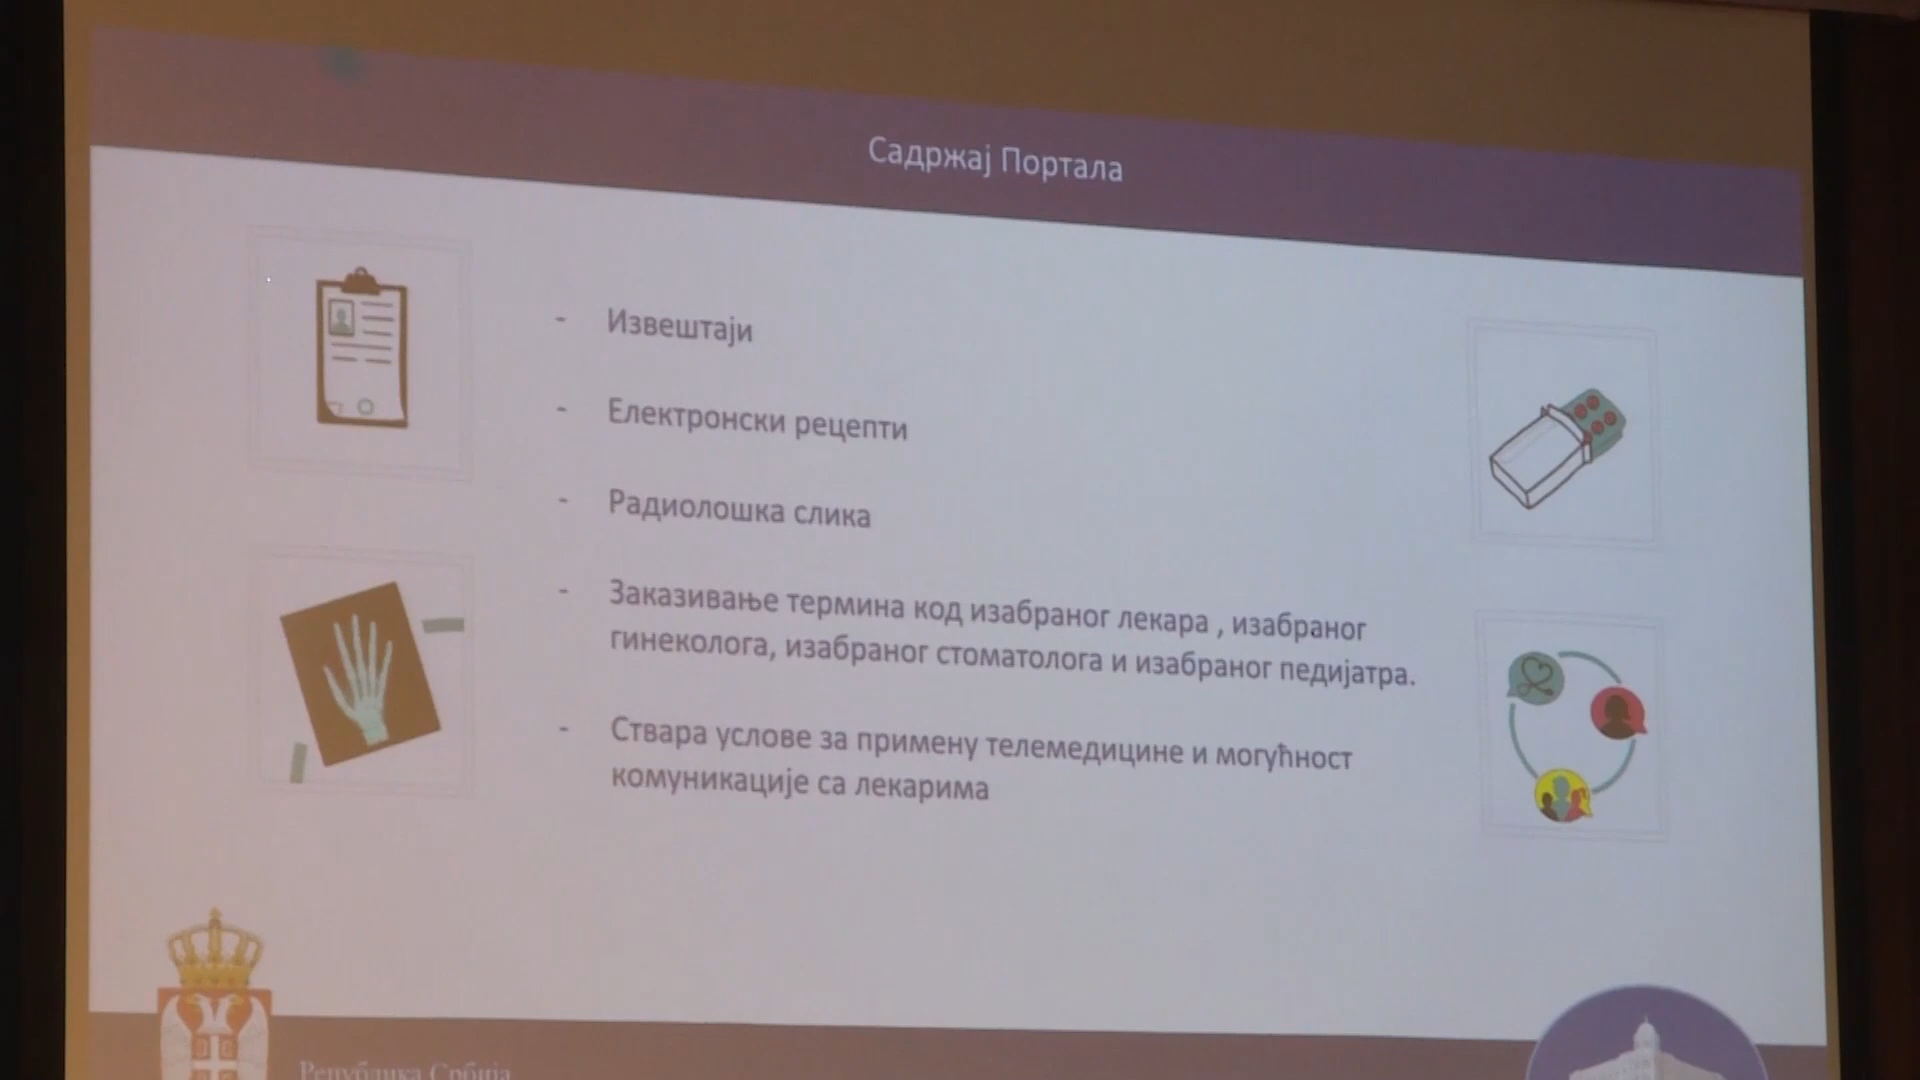 Садржај Портала
- Извештаји
- Електронски рецепти
- Радиолошка слика
- Заказивање термина код изабраног лекара , изабраног
гинеколога, изабраног стоматолога и изабраног педијатра.
- Ствара услове за примену телемедицине и могућност
комуникације са лекарима
Република Србија